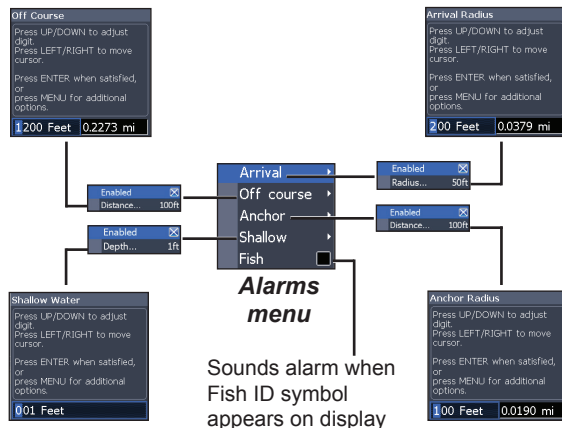 Off Course
Press UP/DOWN to adjust
digit.
Press LEFT/RIGHT to move
cursor.
Press ENTER when satisfied,
or
press MENU for additional
options.
1200 Feet 0.2273 mi
Arrival Radius
Press UP/DOWN to adjust
digit.
Press LEFT/RIGHT to move
cursor.
Press ENTER when satisfied,
or
press MENU for additional
options.
200 Feet 0.0379 mi
Enabled
Distance... 100ft
Enabled
Depth... 1ft
Arrival
Off course
Anchor
Shallow
Fish
Enabled
Radius... 50ft
Enabled
Distance... 100ft
Alarms
menu
Shallow Water
Press UP/DOWN to adjust
digit.
Press LEFT/RIGHT to move
cursor.
Press ENTER when satisfied,
or
press MENU for additional
options.
001 Feet
Sounds alarm when
Fish ID symbol
appears on display
Anchor Radius
Press UP/DOWN to adjust
digit.
Press LEFT/RIGHT to move
cursor.
Press ENTER when satisfied,
or
press MENU for additional
options.
100 Feet 0.0190 mi